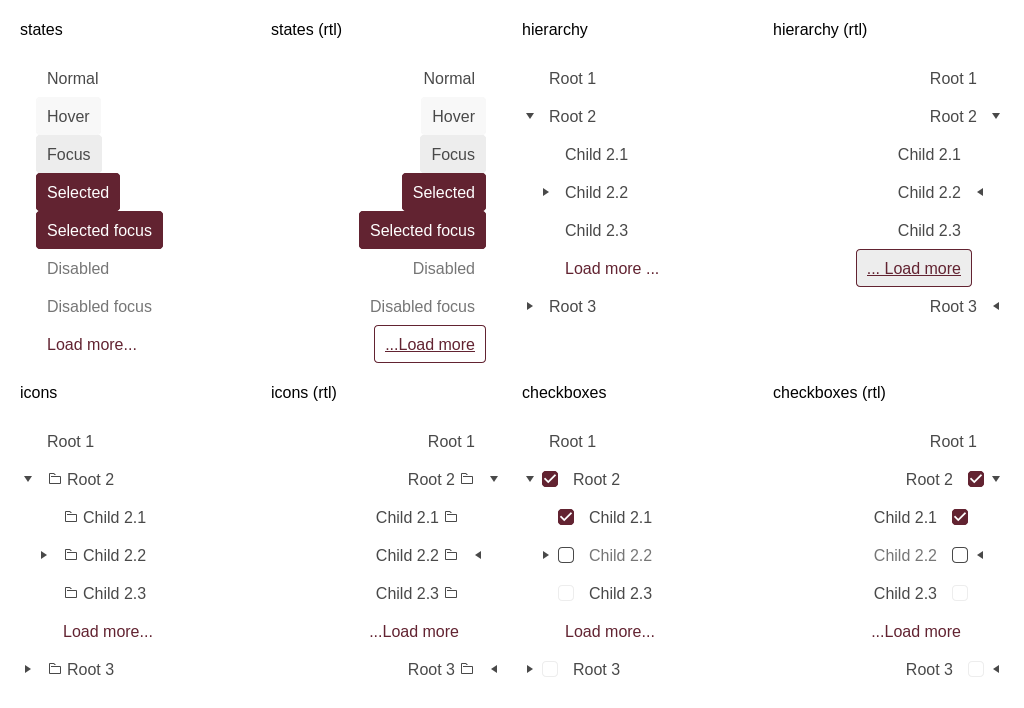 states
Normal
Hover
Focus
Selected
Selected focus
Disabled
Disabled focus
Load more...
states (rtl)
Normal
Hover
Focus
Selected
Selected focus
Disabled
Disabled focus
...Load more
hierarchy
Root 1
Root 2
Child 2.1
Child 2.2
Child 2.3
Load more ...
Root 3
hierarchy (rtl)
Root 1
Root 2
Child 2.1
Child 2.2
Child 2.3
... Load more
Root 3
icons
Root 1
Root 2
Child 2.1
Child 2.2
Child 2.3
Load more...
Root 3
icons (rtl)
Root 1
Root 2
Child 2.1
Child 2.2
Child 2.3
...Load more
Root 3
checkboxes
Root 1
Root 2
Child 2.1
Child 2.2
Child 2.3
Load more...
Root 3
checkboxes (rtl)
Root 1
Root 2
Child 2.1
Child 2.2
Child 2.3
...Load more
Root 3